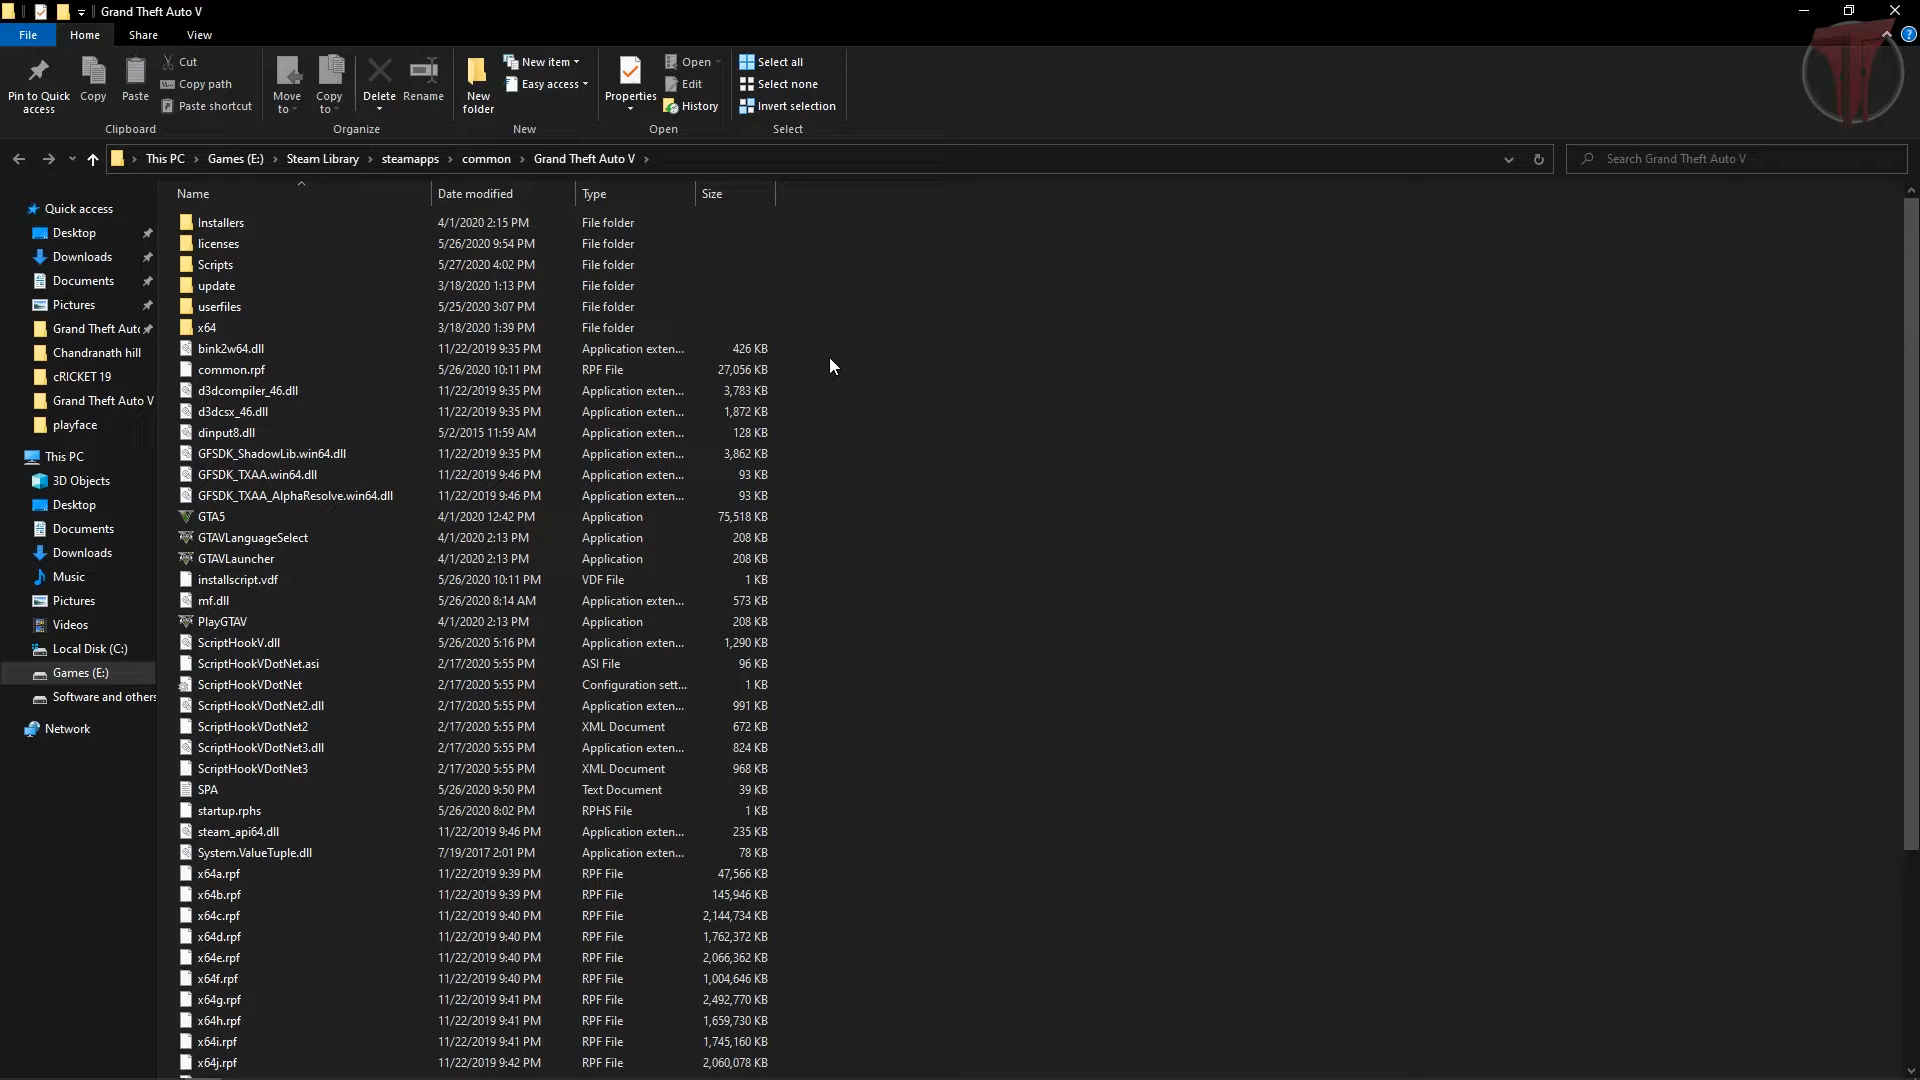 Grand Theft Auto V
File Home Share View
Pin to Quick access
Copy
Paste
Cut
Copy path
Paste shortcut
Clipboard
Move to
Copy to
Delete
Rename
Organize
New folder
New item
Easy access
New
Properties
Open
Edit
History
Open
Select all
Select none
Invert selection
Select
This PC › Games (E:) › Steam Library › steamapps › common › Grand Theft Auto V ›
Search Grand Theft Auto V
Quick access
Desktop
Downloads
Documents
Pictures
Grand Theft Auto
Chandranath hill
cRICKET 19
Grand Theft Auto V
playface
This PC
3D Objects
Desktop
Documents
Downloads
Music
Pictures
Videos
Local Disk (C:)
Games (E:)
Software and others
Network
Name Date modified Type Size
Installers 4/1/2020 2:15 PM File folder
licenses 5/26/2020 9:54 PM File folder
Scripts 5/27/2020 4:02 PM File folder
update 3/18/2020 1:13 PM File folder
userfiles 5/25/2020 3:07 PM File folder
x64 3/18/2020 1:39 PM File folder
bink2w64.dll 11/22/2019 9:35 PM Application exten... 426 KB
common.rpf 5/26/2020 10:11 PM RPF File 27,056 KB
d3dcompiler_46.dll 11/22/2019 9:35 PM Application exten... 3,783 KB
d3dcsx_46.dll 11/22/2019 9:35 PM Application exten... 1,872 KB
dinput8.dll 5/2/2015 11:59 AM Application exten... 128 KB
GFSDK_ShadowLib.win64.dll 11/22/2019 9:35 PM Application exten... 3,862 KB
GFSDK_TXAA.win64.dll 11/22/2019 9:46 PM Application exten... 93 KB
GFSDK_TXAA_AlphaResolve.win64.dll 11/22/2019 9:46 PM Application exten... 93 KB
GTA5 4/1/2020 12:42 PM Application 75,518 KB
GTAVLanguageSelect 4/1/2020 2:13 PM Application 208 KB
GTAVLauncher 4/1/2020 2:13 PM Application 208 KB
installscript.vdf 5/26/2020 10:11 PM VDF File 1 KB
mf.dll 5/26/2020 8:14 AM Application exten... 573 KB
PlayGTAV 4/1/2020 2:13 PM Application 208 KB
ScriptHookV.dll 5/26/2020 5:16 PM Application exten... 1,290 KB
ScriptHookVDotNet.asi 2/17/2020 5:55 PM ASI File 96 KB
ScriptHookVDotNet 2/17/2020 5:55 PM Configuration sett... 1 KB
ScriptHookVDotNet2.dll 2/17/2020 5:55 PM Application exten... 991 KB
ScriptHookVDotNet2 2/17/2020 5:55 PM XML Document 672 KB
ScriptHookVDotNet3.dll 2/17/2020 5:55 PM Application exten... 824 KB
ScriptHookVDotNet3 2/17/2020 5:55 PM XML Document 968 KB
SPA 5/26/2020 9:50 PM Text Document 39 KB
startup.rphs 5/26/2020 8:02 PM RPHS File 1 KB
steam_api64.dll 11/22/2019 9:46 PM Application exten... 235 KB
System.ValueTuple.dll 7/19/2017 2:01 PM Application exten... 78 KB
x64a.rpf 11/22/2019 9:39 PM RPF File 47,566 KB
x64b.rpf 11/22/2019 9:39 PM RPF File 145,946 KB
x64c.rpf 11/22/2019 9:40 PM RPF File 2,144,734 KB
x64d.rpf 11/22/2019 9:40 PM RPF File 1,762,372 KB
x64e.rpf 11/22/2019 9:40 PM RPF File 2,066,362 KB
x64f.rpf 11/22/2019 9:40 PM RPF File 1,004,646 KB
x64g.rpf 11/22/2019 9:41 PM RPF File 2,492,770 KB
x64h.rpf 11/22/2019 9:41 PM RPF File 1,659,730 KB
x64i.rpf 11/22/2019 9:41 PM RPF File 1,745,160 KB
x64j.rpf 11/22/2019 9:42 PM RPF File 2,060,078 KB